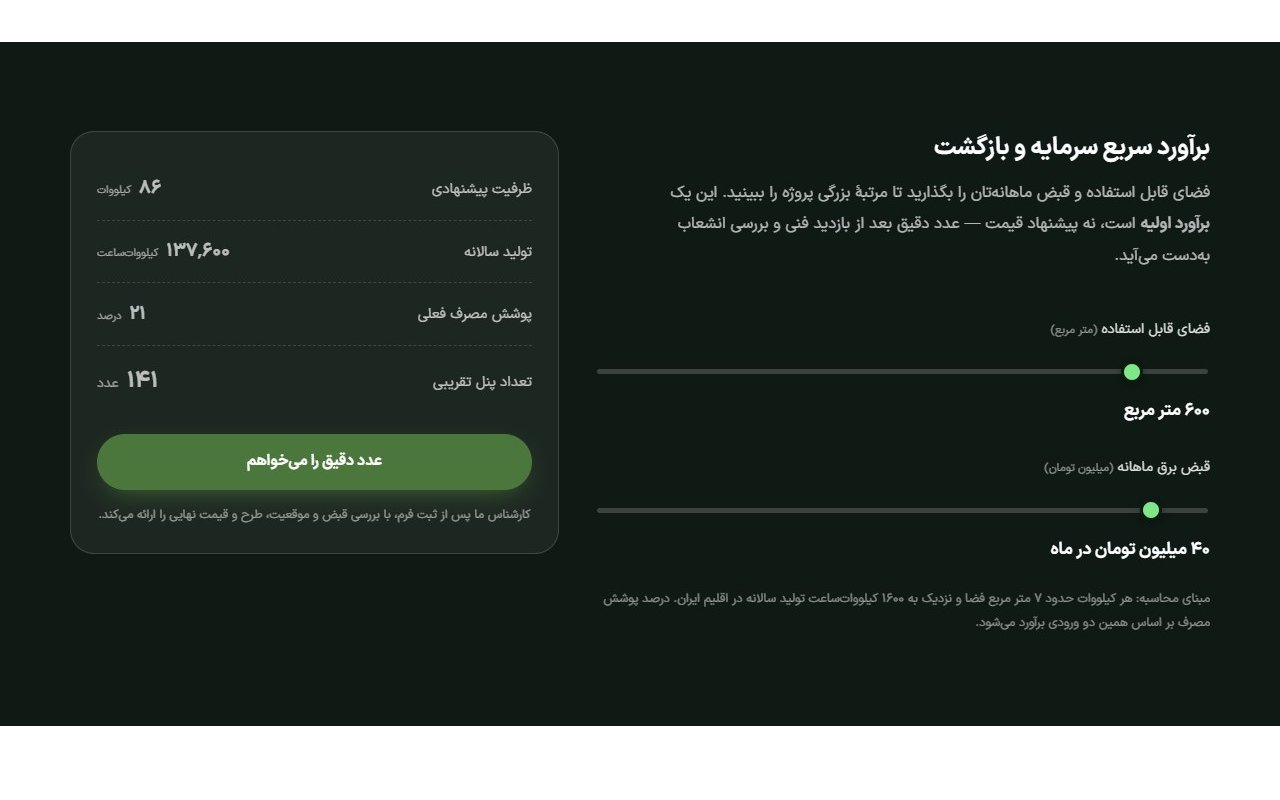 برآورد سریع سرمایه و بازگشت
فضای قابل استفاده و قبض ماهانه‌تان را بگذارید تا مرتبهٔ بزرگی پروژه را ببینید. این یک
برآورد اولیه است، نه پیشنهاد قیمت — عدد دقیق بعد از بازدید فنی و بررسی انشعاب
به‌دست می‌آید.
فضای قابل استفاده (متر مربع)
۶۰۰ متر مربع
قبض برق ماهانه (میلیون تومان)
۴۰ میلیون تومان در ماه
مبنای محاسبه: هر کیلووات حدود ۷ متر مربع فضا و نزدیک به ۱۶۰۰ کیلووات‌ساعت تولید سالانه در اقلیم ایران. درصد پوشش
مصرف بر اساس همین دو ورودی برآورد می‌شود.
ظرفیت پیشنهادی ۸۶ کیلووات
تولید سالانه ۱۳۷,۶۰۰ کیلووات‌ساعت
پوشش مصرف فعلی ۲۱ درصد
تعداد پنل تقریبی ۱۴۱ عدد
عدد دقیق را می‌خواهم
کارشناس ما پس از ثبت فرم، با بررسی قبض و موقعیت، طرح و قیمت نهایی را ارائه می‌کند.